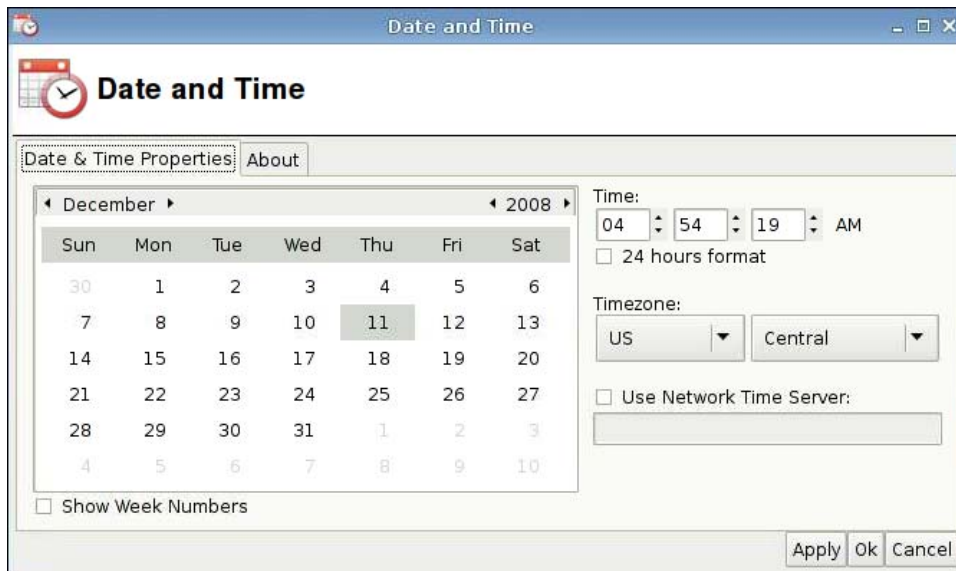 Date and Time
Date and Time
Date & Time Properties About
December 2008
Sun Mon Tue Wed Thu Fri Sat
30 1 2 3 4 5 6
7 8 9 10 11 12 13
14 15 16 17 18 19 20
21 22 23 24 25 26 27
28 29 30 31 1 2 3
4 5 6 7 8 9 10
Show Week Numbers
Time:
04 54 19 AM
24 hours format
Timezone:
US Central
Use Network Time Server:
Apply Ok Cancel